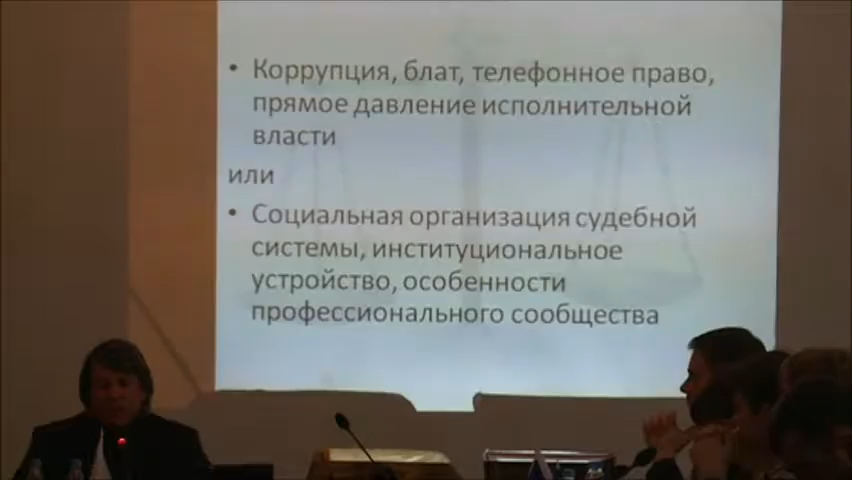 • Коррупция, блат, телефонное право,
прямое давление исполнительной
власти
или
• Социальная организация судебной
системы, институциональное
устройство, особенности
профессионального сообщества